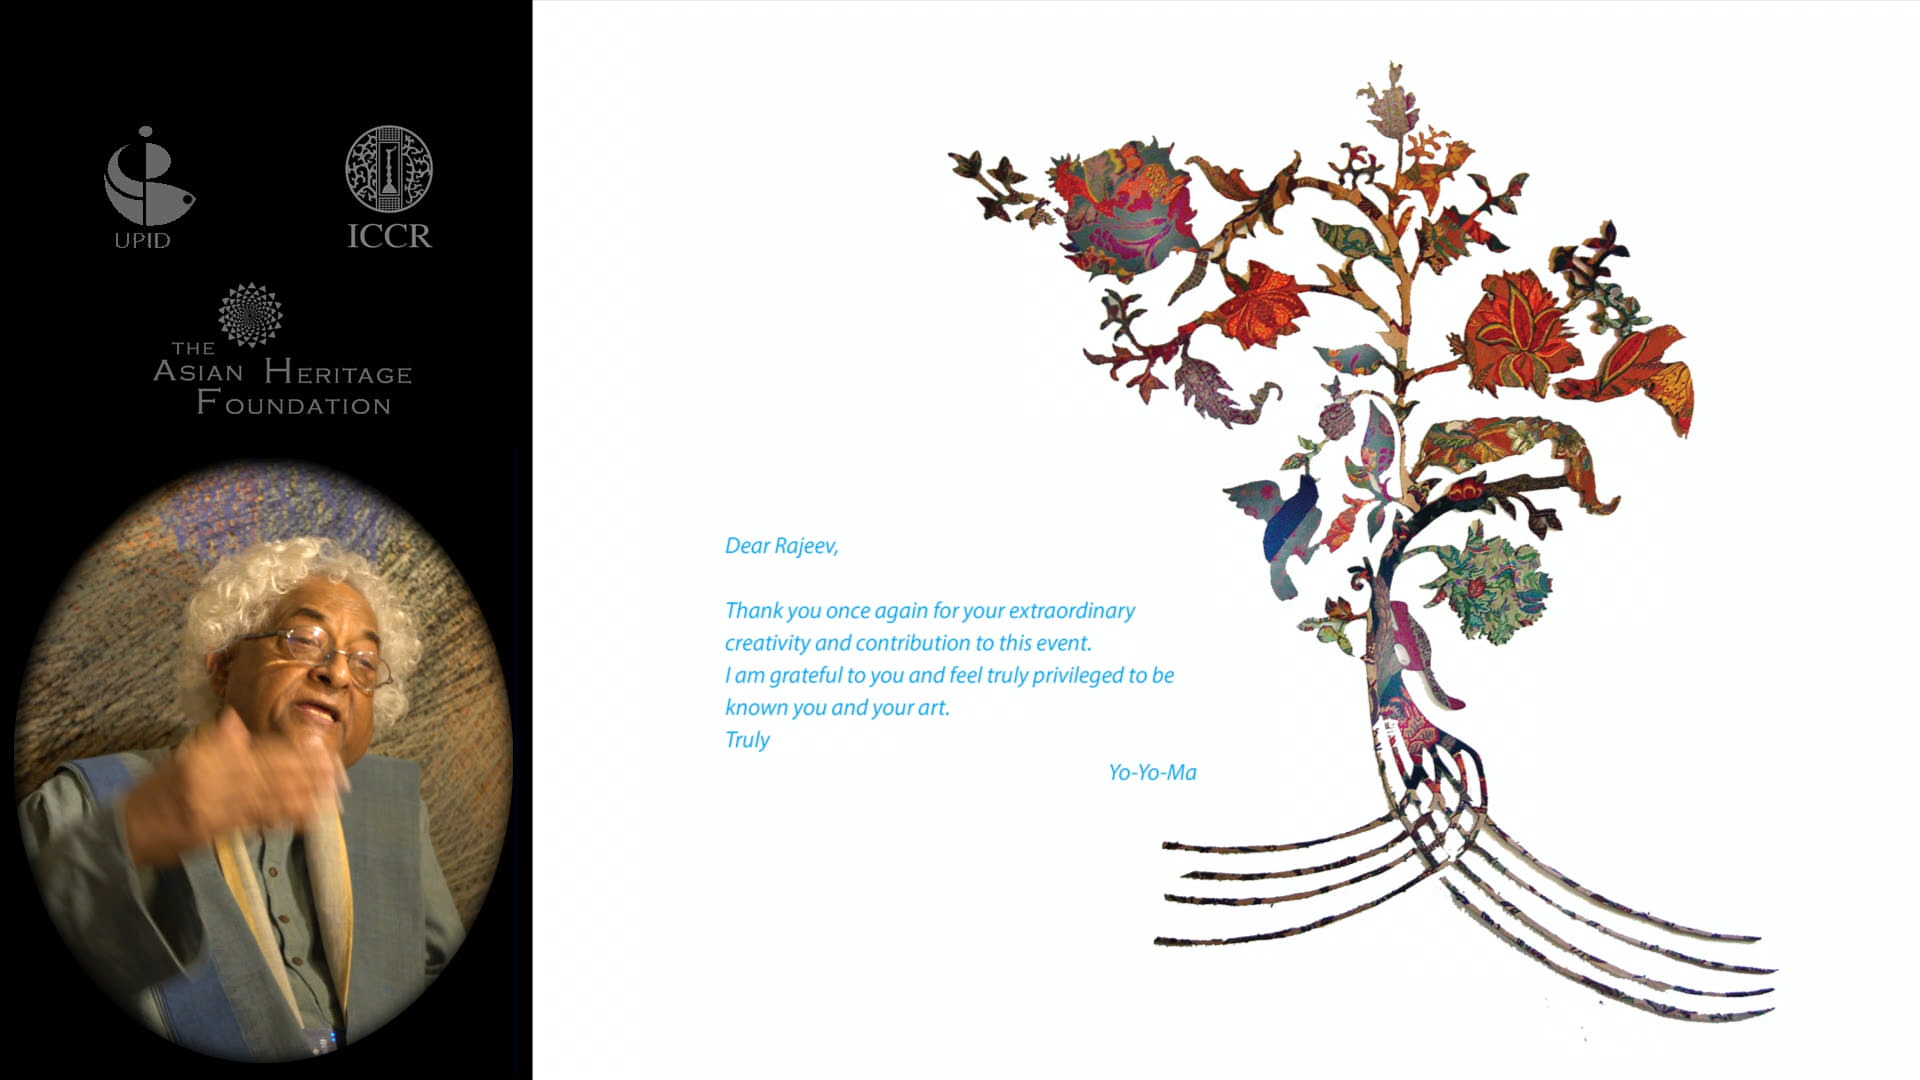 UPID
ICCR
THE
ASIAN HERITAGE
FOUNDATION
Dear Rajeev,
Thank you once again for your extraordinary
creativity and contribution to this event.
I am grateful to you and feel truly privileged to be
known you and your art.
Truly
Yo-Yo-Ma